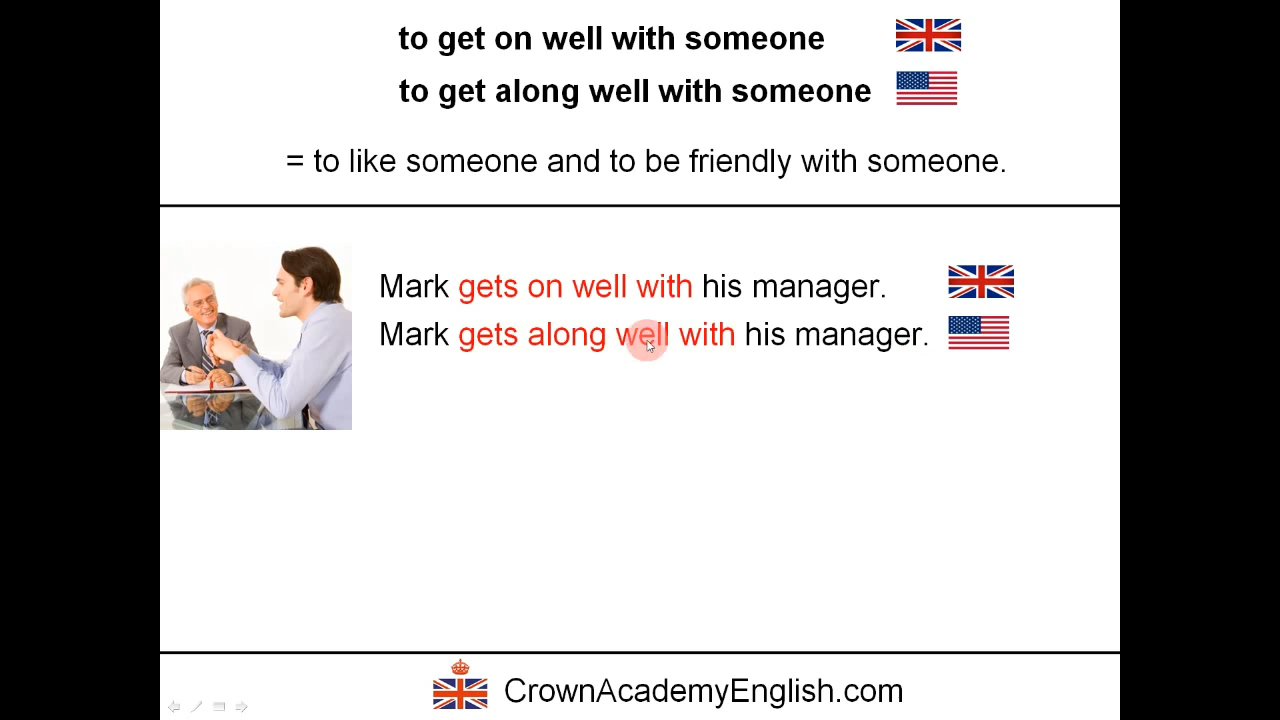 to get on well with someone
to get along well with someone
= to like someone and to be friendly with someone.
Mark gets on well with his manager.
Mark gets along well with his manager.
CrownAcademyEnglish.com